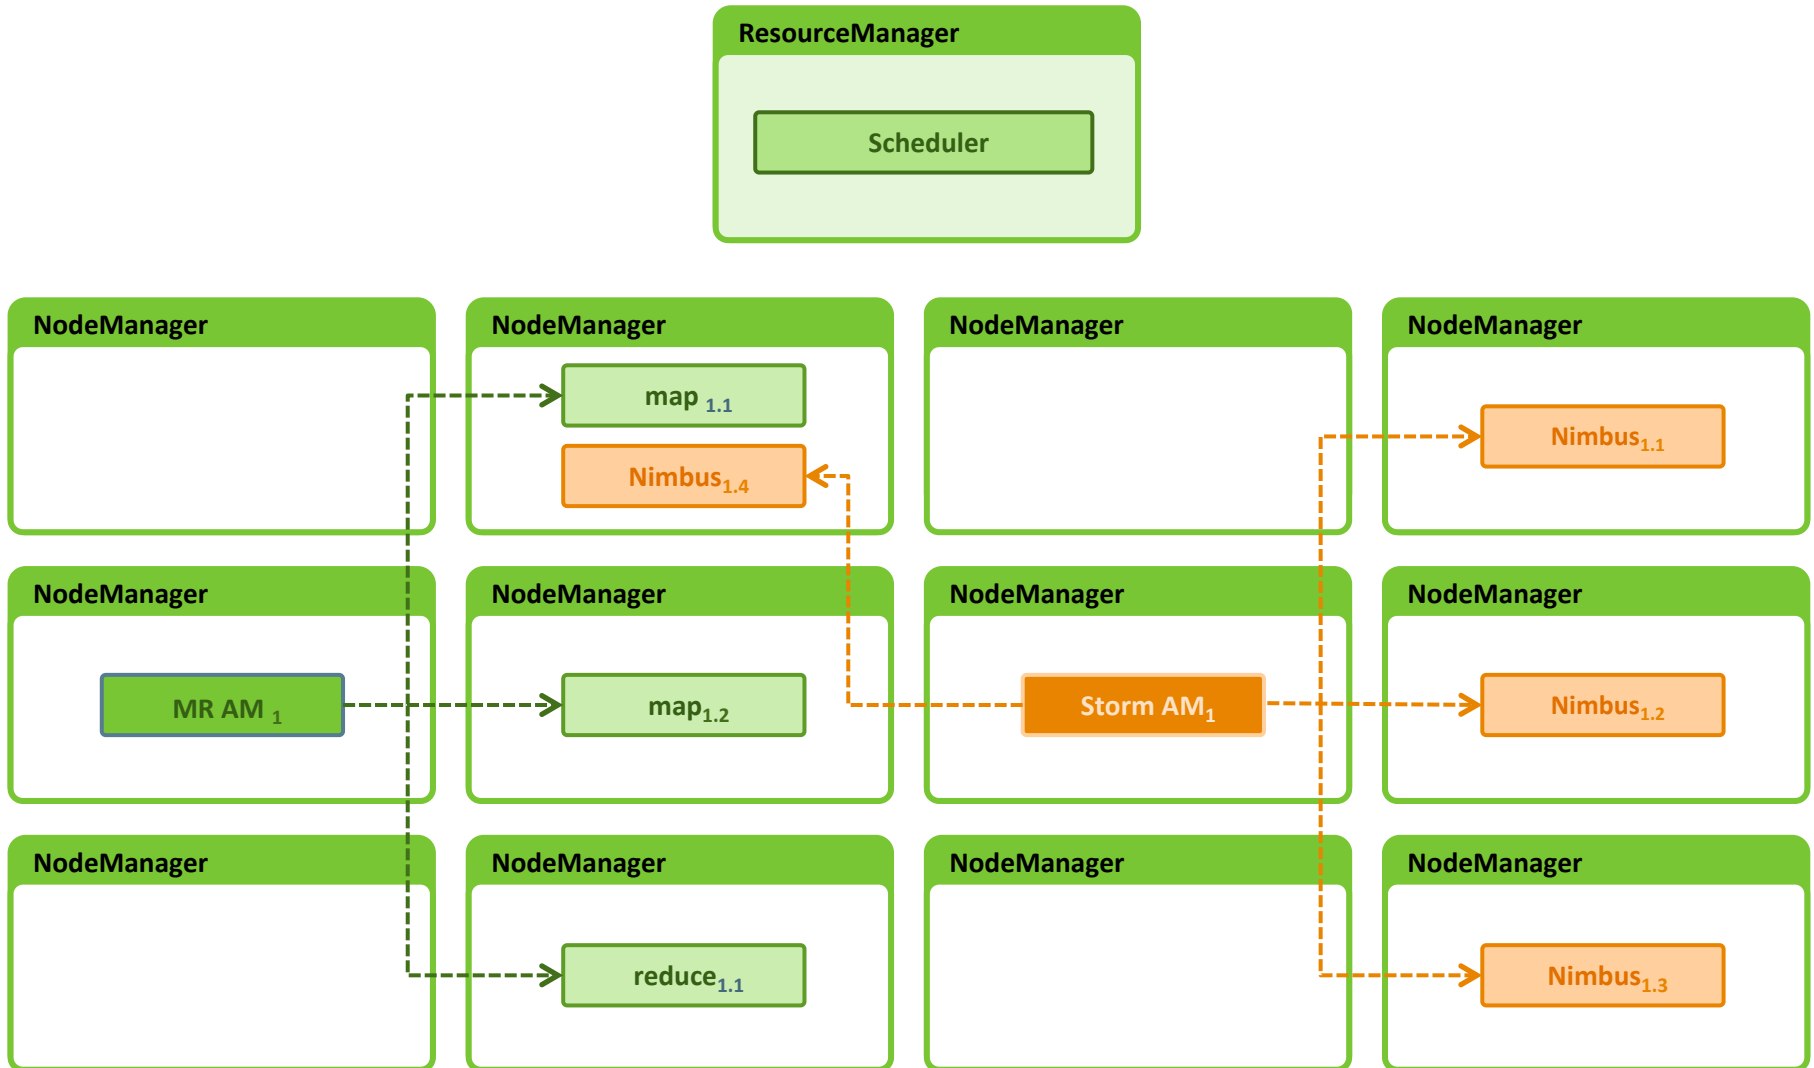 ResourceManager
Scheduler
NodeManager
NodeManager
NodeManager
NodeManager
map 1.1
Nimbus1.4
Nimbus1.1
NodeManager
NodeManager
NodeManager
NodeManager
MR AM 1
map1.2
Storm AM1
Nimbus1.2
NodeManager
NodeManager
NodeManager
NodeManager
reduce1.1
Nimbus1.3